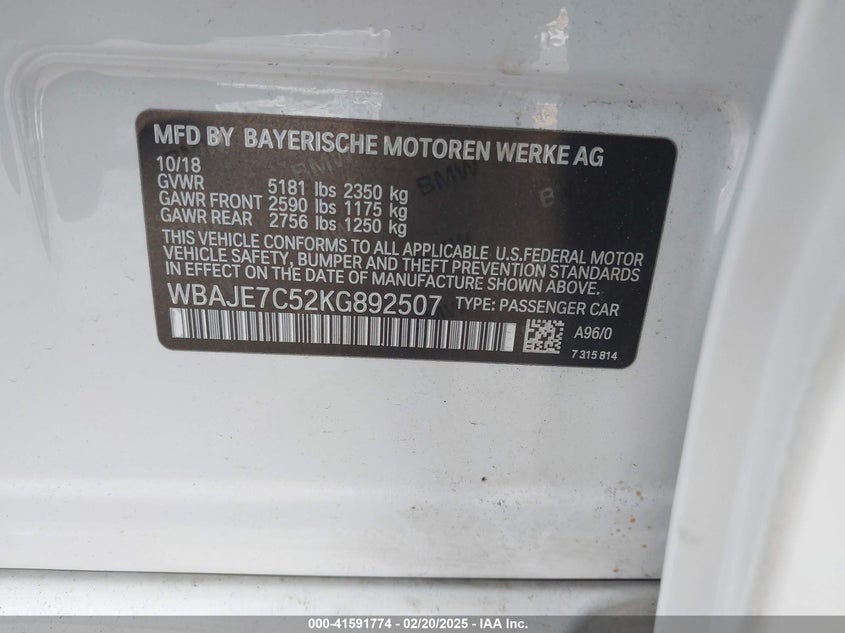 MFD BY BAYERISCHE MOTOREN WERKE AG
10/18
GVWR 5181 lbs 2350 kg
GAWR FRONT 2590 lbs 1175 kg
GAWR REAR 2756 lbs 1250 kg
THIS VEHICLE CONFORMS TO ALL APPLICABLE U.S.FEDERAL MOTOR
VEHICLE SAFETY, BUMPER AND THEFT PREVENTION STANDARDS
IN EFFECT ON THE DATE OF MANUFACTURE SHOWN ABOVE.
WBAJE7C52KG892507 TYPE: PASSENGER CAR
A96/0
7 315 814
000-41591774 — 02/20/2025 — IAA Inc.